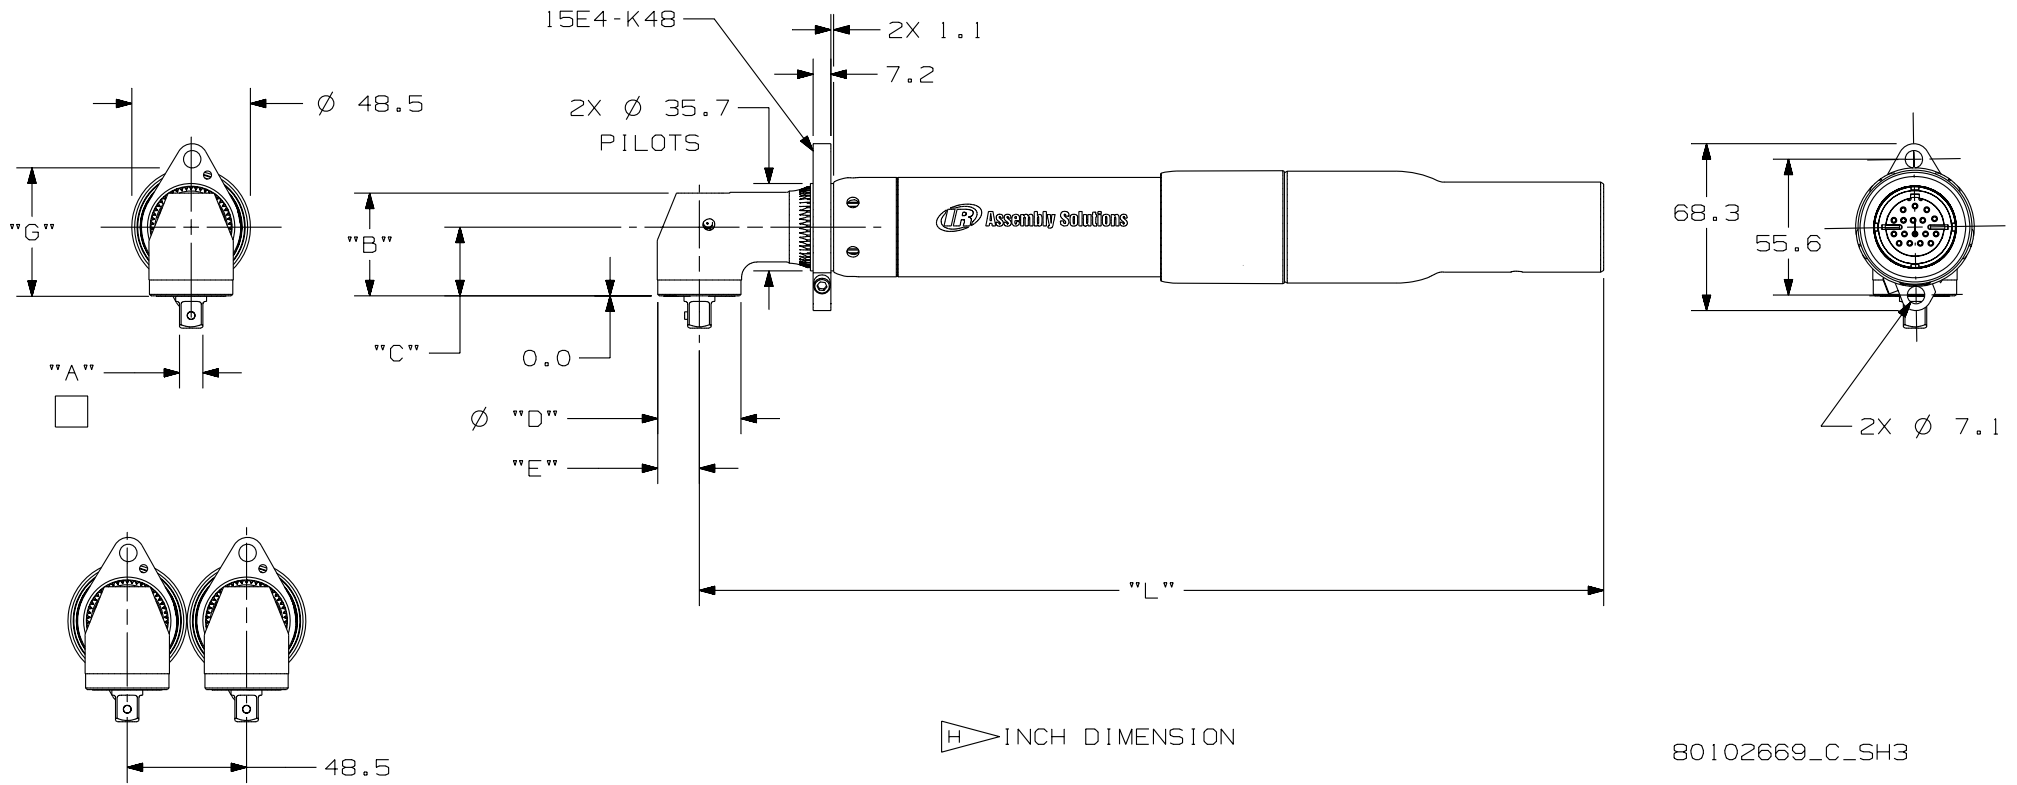 15E4-K48
2X 1.1
7.2
Ø 48.5
2X Ø 35.7
PILOTS
"G"
"B"
IR Assembly Solutions
68.3
55.6
"C"
0.0
"A"
Ø "D"
2X Ø 7.1
"E"
"L"
H INCH DIMENSION
80102669_C_SH3
48.5